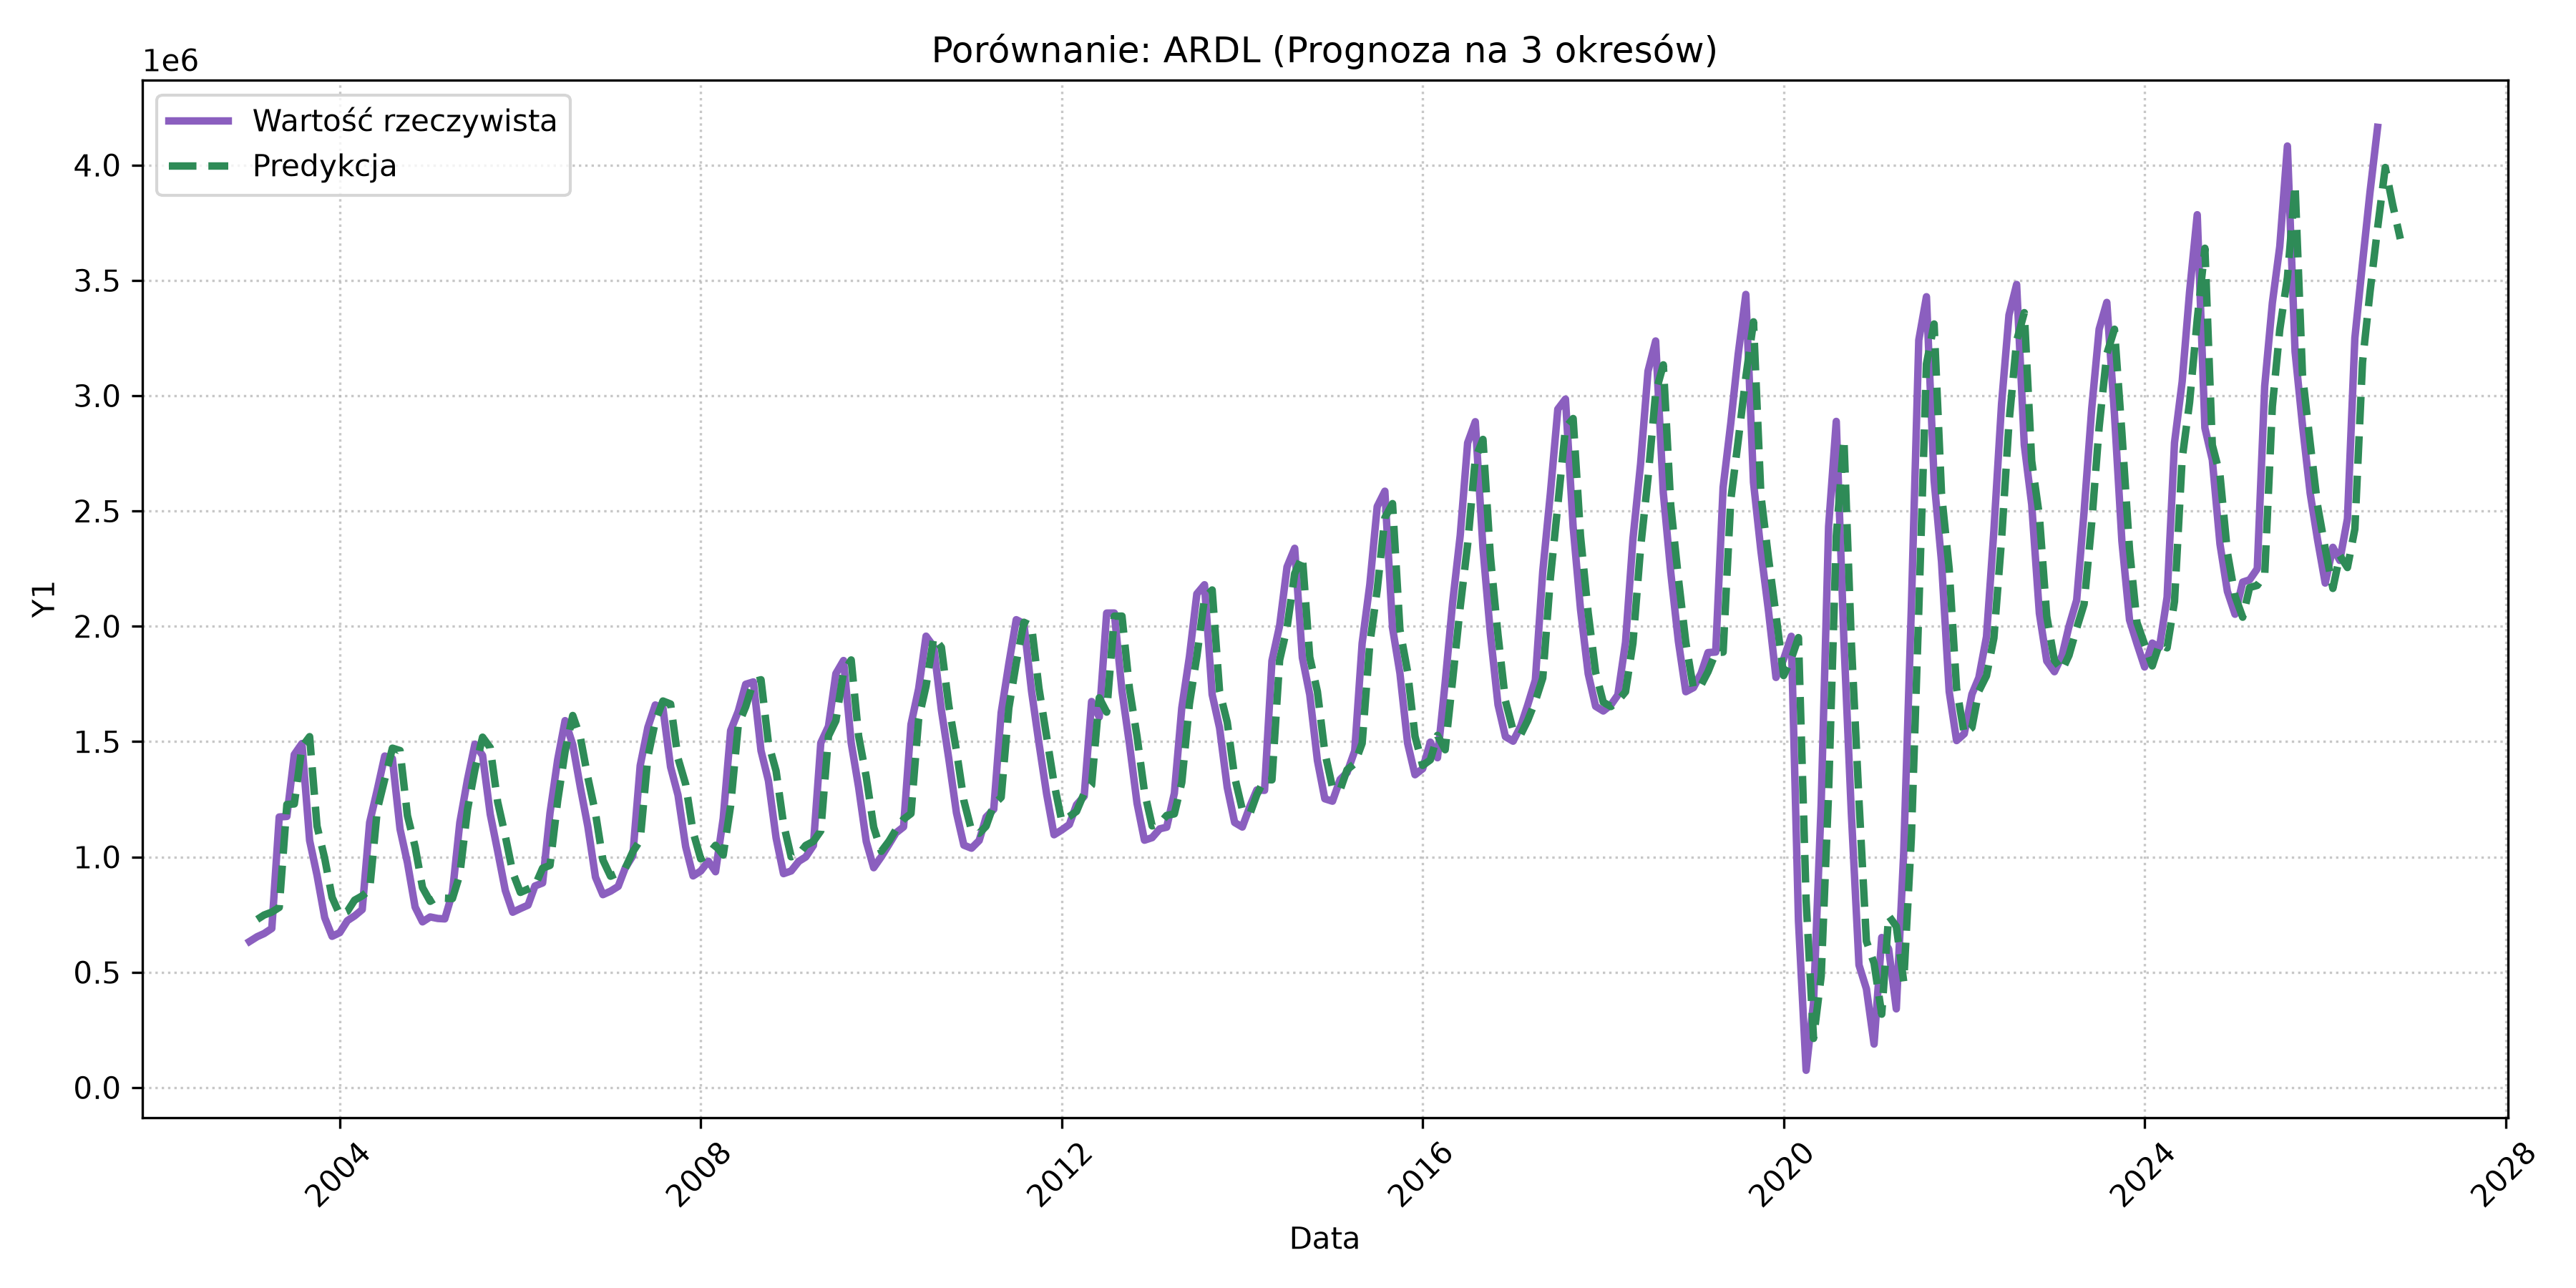 Porównanie: ARDL (Prognoza na 3 okresów)
1e6
Wartość rzeczywista
Predykcja
4.0
3.5
3.0
2.5
2.0
1.5
1.0
0.5
0.0
Y1
2004
2008
2012
2016
2020
2024
2028
Data